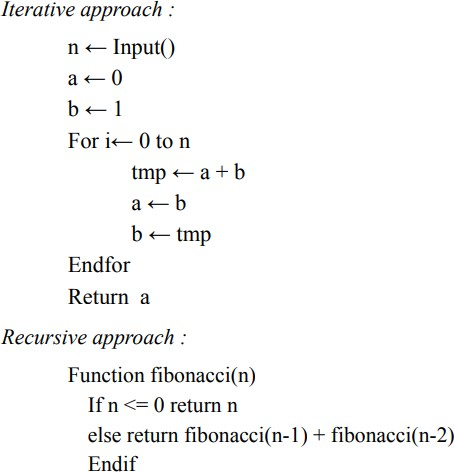 Iterative approach :
n ← Input()
a ← 0
b ← 1
For i← 0 to n
tmp ← a + b
a ← b
b ← tmp
Endfor
Return a
Recursive approach :
Function fibonacci(n)
If n <= 0 return n
else return fibonacci(n-1) + fibonacci(n-2)
Endif